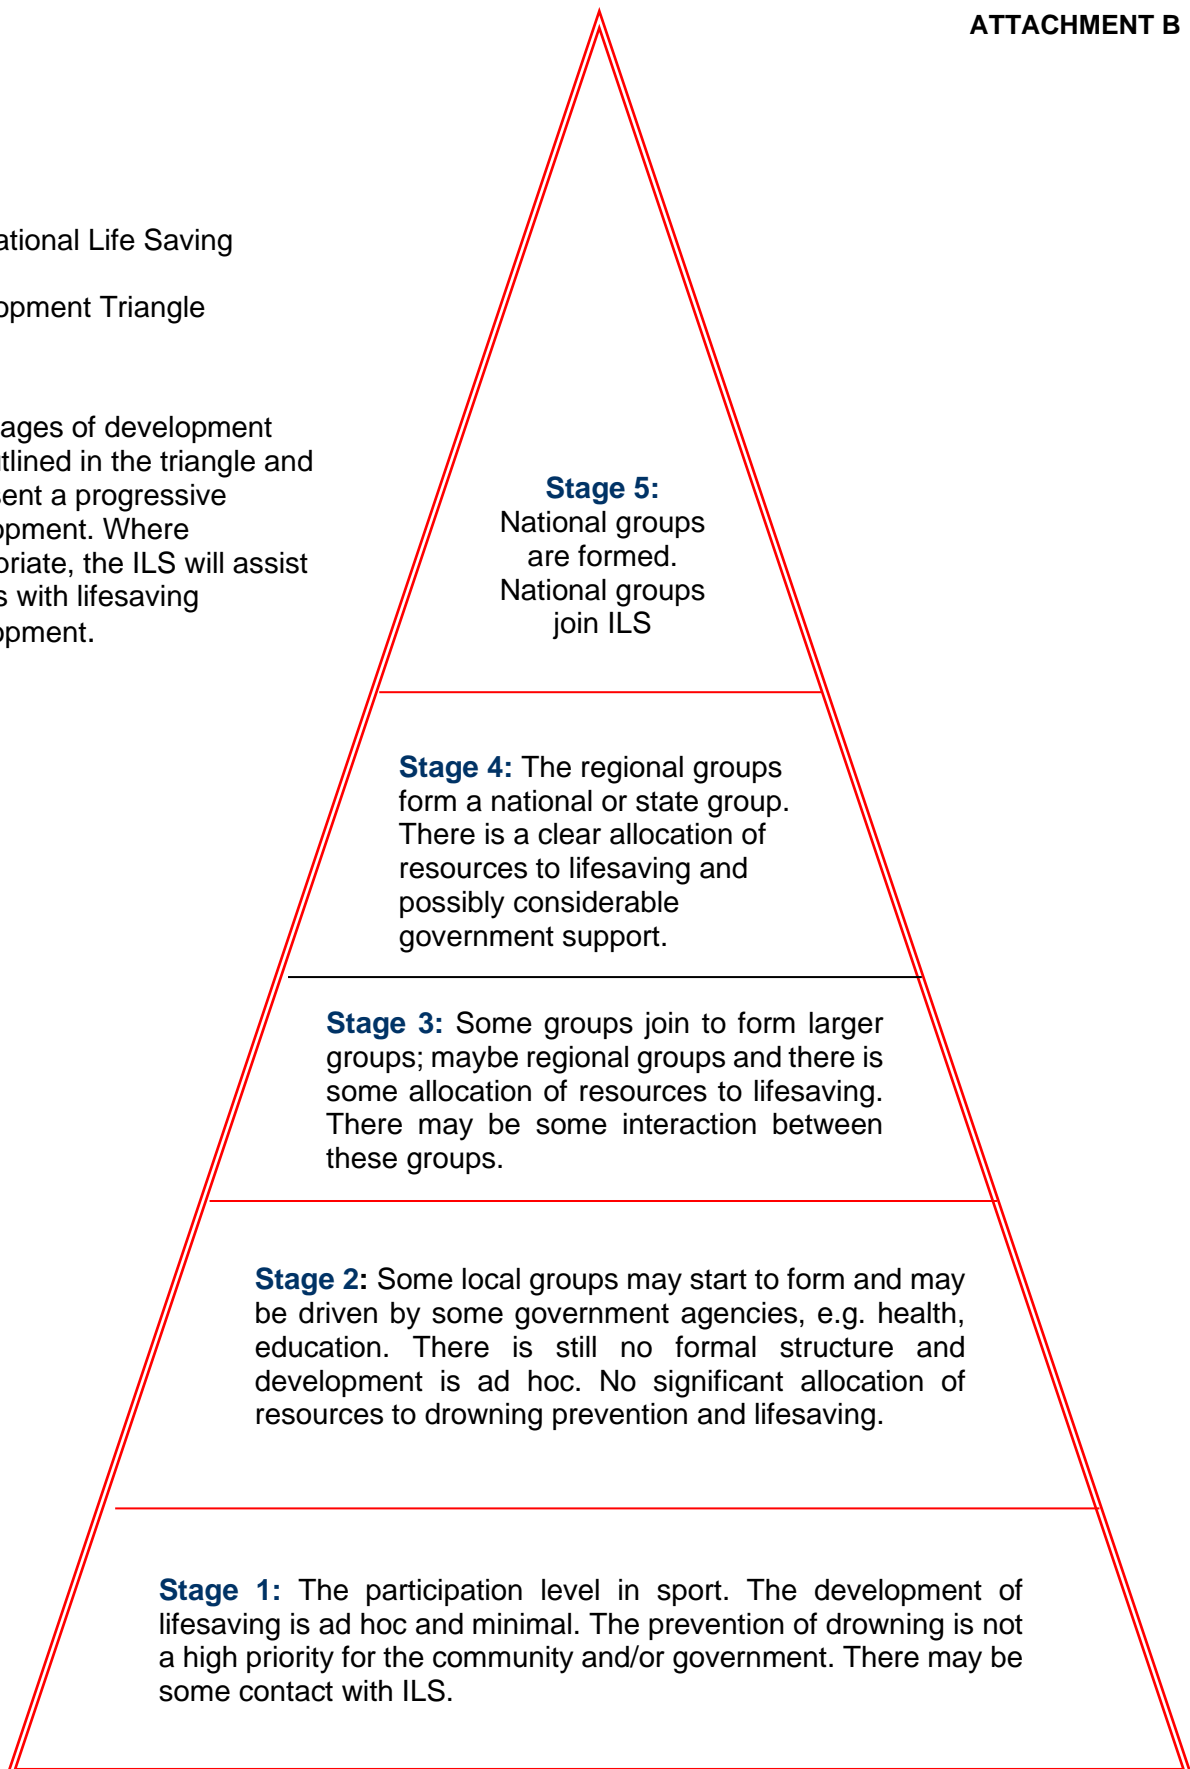 ATTACHMENT B
ational Life Saving
opment Triangle
ages of development
tlined in the triangle and
sent a progressive
opment. Where
oriate, the ILS will assist
s with lifesaving
opment.
Stage 5:
National groups
are formed.
National groups
join ILS
Stage 4: The regional groups
form a national or state group.
There is a clear allocation of
resources to lifesaving and
possibly considerable
government support.
Stage 3: Some groups join to form larger
groups; maybe regional groups and there is
some allocation of resources to lifesaving.
There may be some interaction between
these groups.
Stage 2: Some local groups may start to form and may
be driven by some government agencies, e.g. health,
education. There is still no formal structure and
development is ad hoc. No significant allocation of
resources to drowning prevention and lifesaving.
Stage 1: The participation level in sport. The development of
lifesaving is ad hoc and minimal. The prevention of drowning is not
a high priority for the community and/or government. There may be
some contact with ILS.